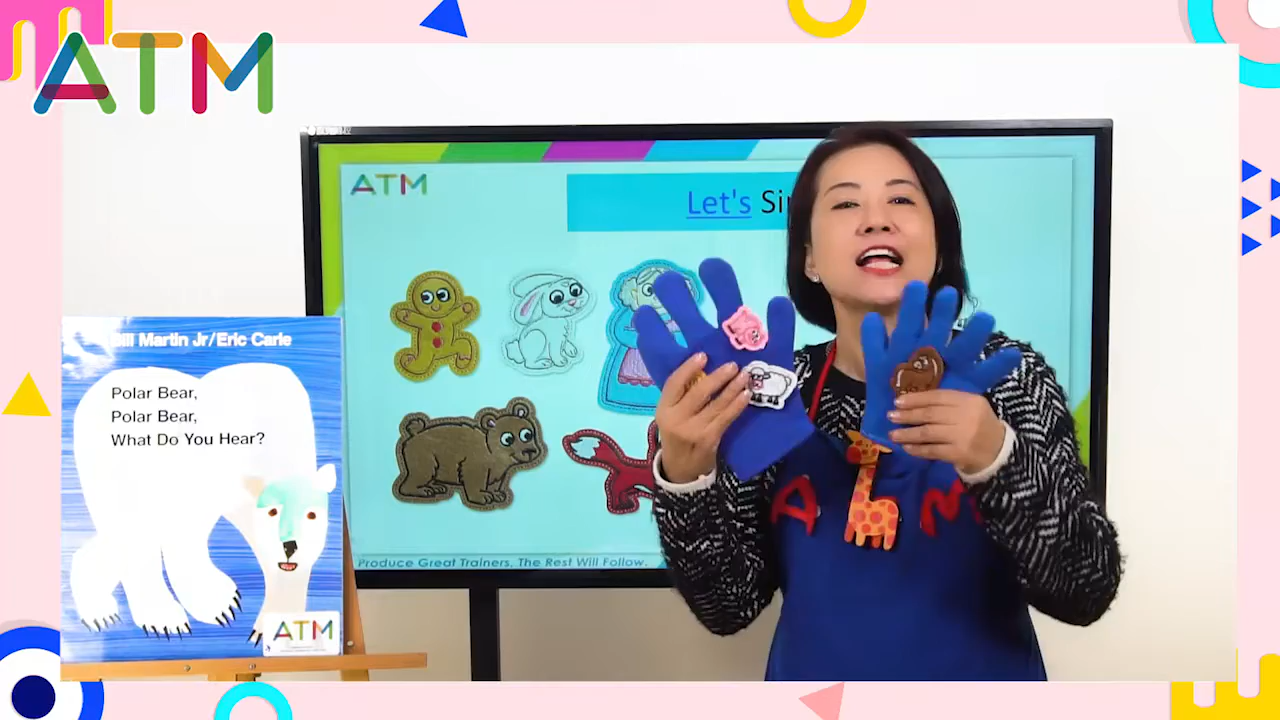 ATM
ATM
Let's
Bill Martin Jr/Eric Carle
Polar Bear,
Polar Bear,
What Do You Hear?
A M
Produce Great Trainers, The Rest Will Follow.
ATM